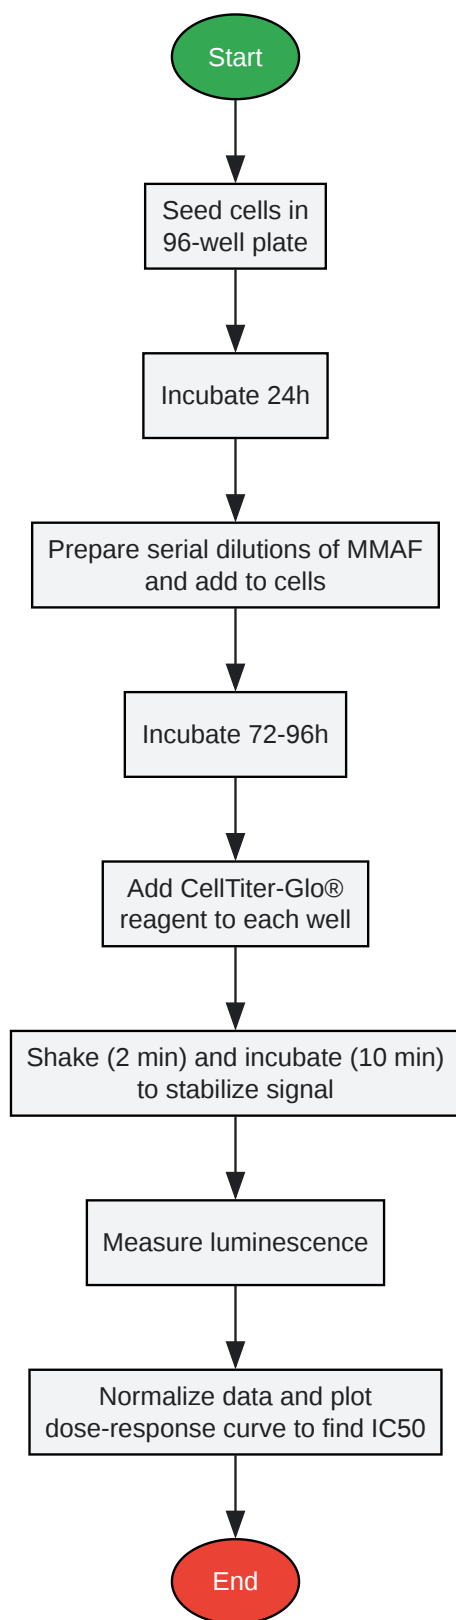 Start
Seed cells in
96-well plate
Incubate 24h
Prepare serial dilutions of MMAF
and add to cells
Incubate 72-96h
Add CellTiter-Glo®
reagent to each well
Shake (2 min) and incubate (10 min)
to stabilize signal
Measure luminescence
Normalize data and plot
dose-response curve to find IC50
End